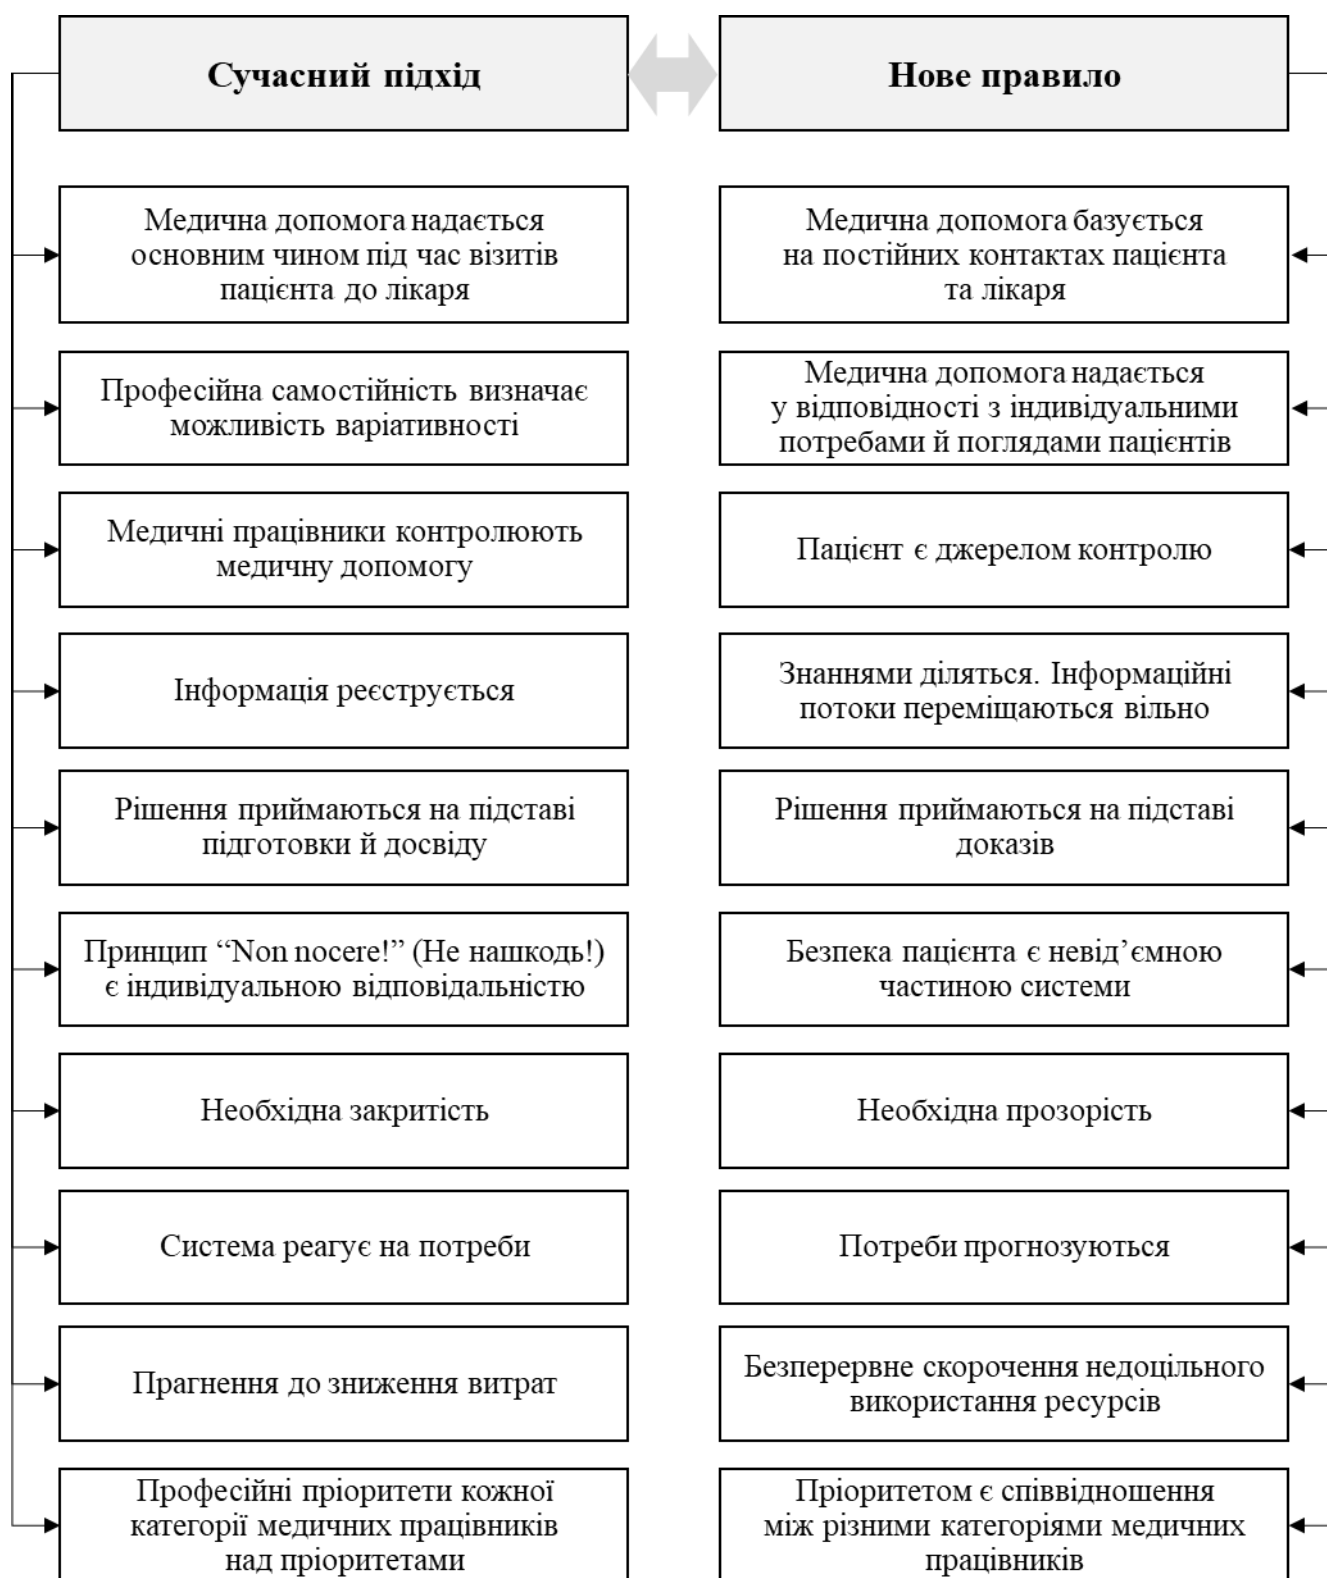 Сучасний підхід
Нове правило
Медична допомога надається
основним чином під час візитів
пацієнта до лікаря
Медична допомога базується
на постійних контактах пацієнта
та лікаря
Професійна самостійність визначає
можливість варіативності
Медична допомога надається
у відповідності з індивідуальними
потребами й поглядами пацієнтів
Медичні працівники контролюють
медичну допомогу
Пацієнт є джерелом контролю
Інформація реєструється
Знаннями діляться. Інформаційні
потоки переміщаються вільно
Рішення приймаються на підставі
підготовки й досвіду
Рішення приймаються на підставі
доказів
Принцип “Non nocere!” (Не нашкодь!)
є індивідуальною відповідальністю
Безпека пацієнта є невід’ємною
частиною системи
Необхідна закритість
Необхідна прозорість
Система реагує на потреби
Потреби прогнозуються
Прагнення до зниження витрат
Безперервне скорочення недоцільного
використання ресурсів
Професійні пріоритети кожної
категорії медичних працівників
над пріоритетами
Пріоритетом є співвідношення
між різними категоріями медичних
працівників